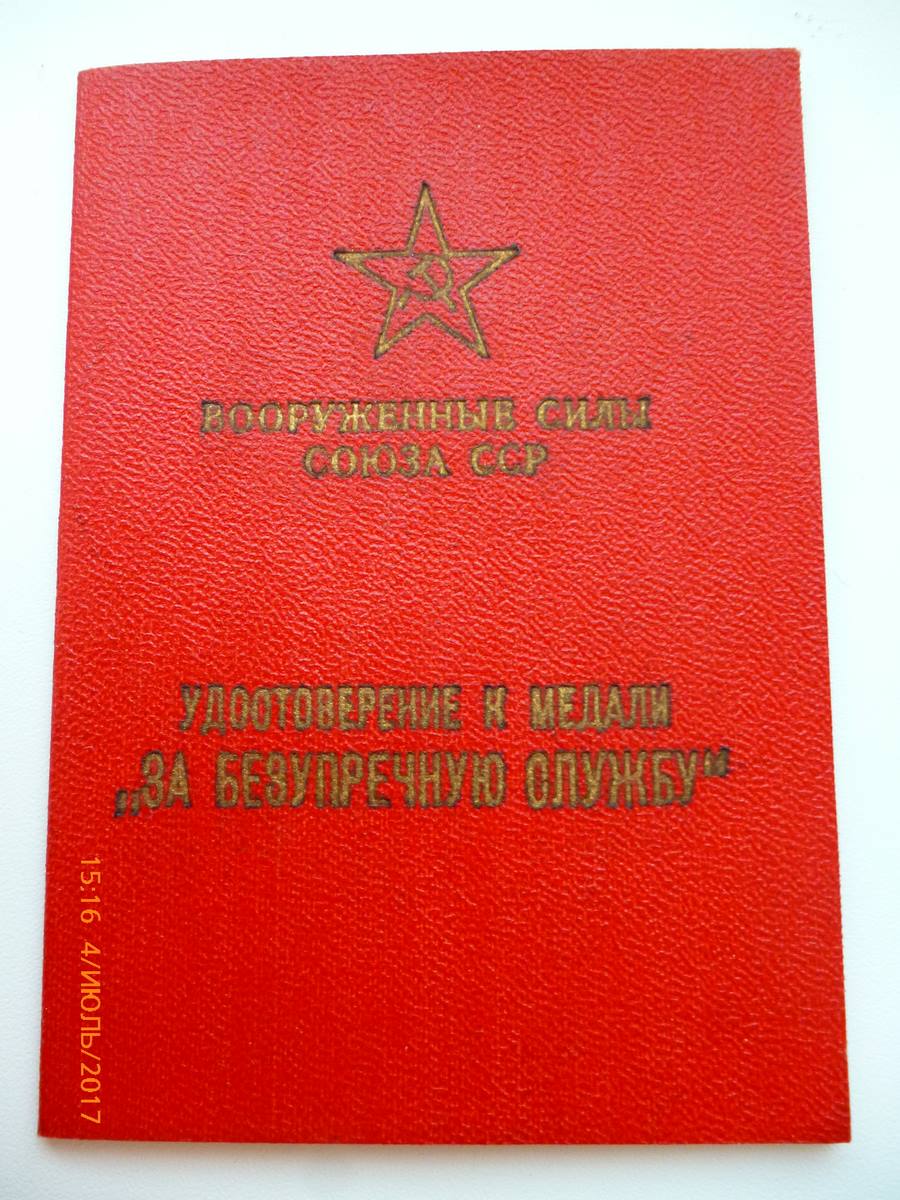 ВООРУЖЕННЫЕ СИЛЫ
СОЮЗА ССР
УДОСТОВЕРЕНИЕ К МЕДАЛИ
„ЗА БЕЗУПРЕЧНУЮ СЛУЖБУ“
15:16 4/ИЮЛЬ/2017